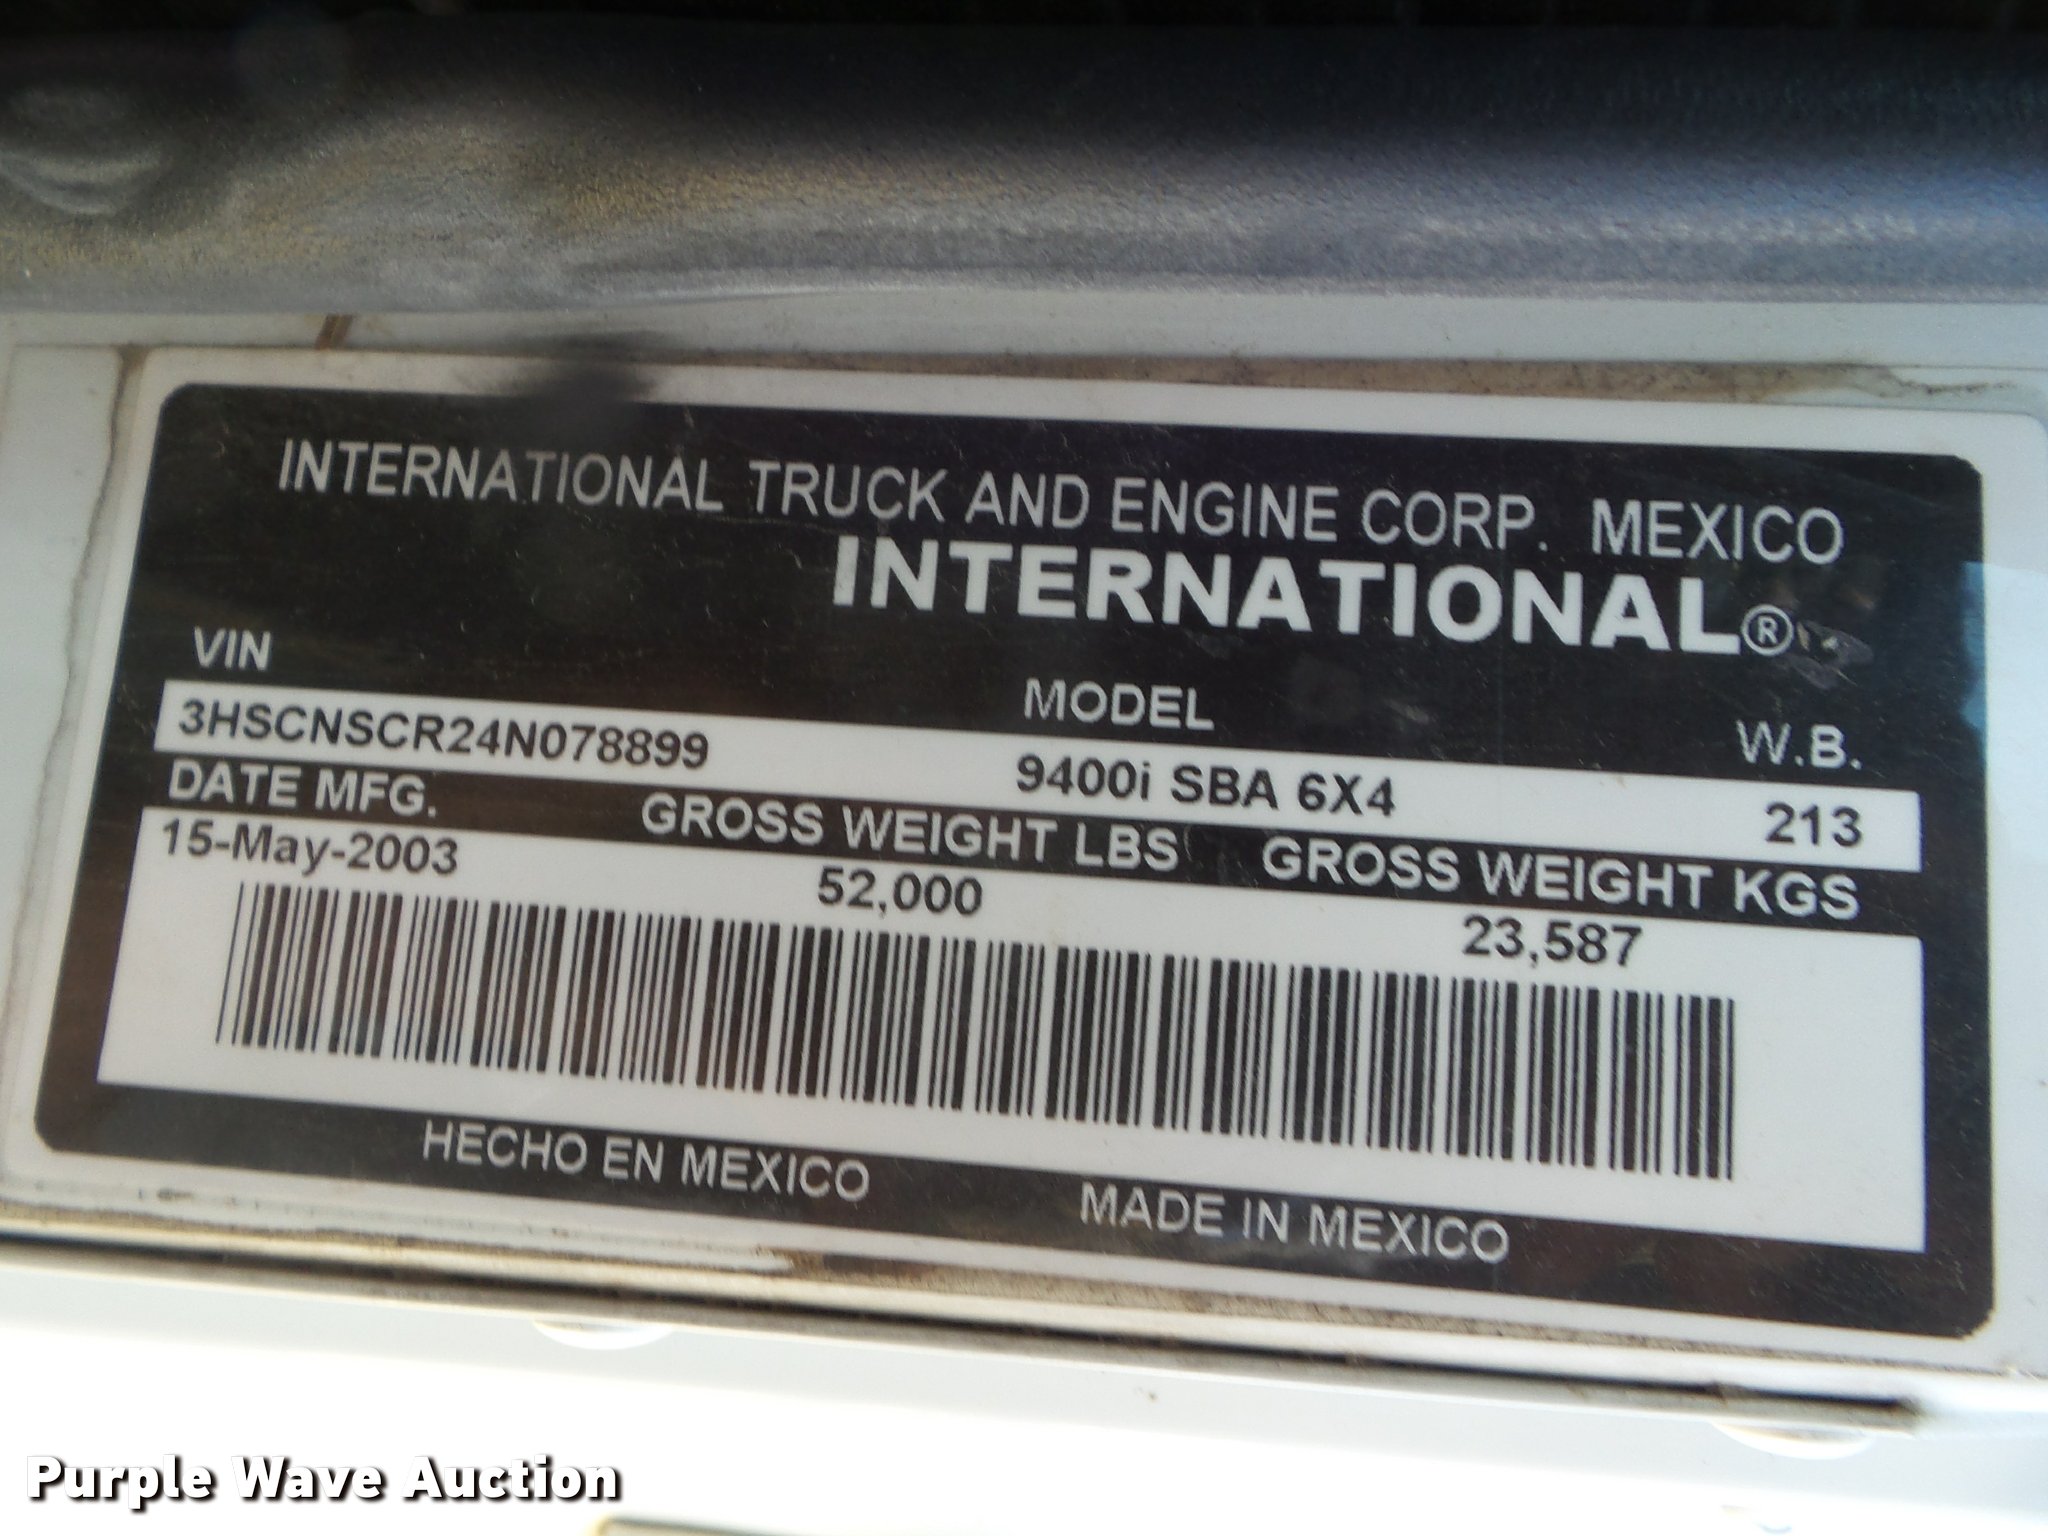 INTERNATIONAL TRUCK AND ENGINE CORP. MEXICO
INTERNATIONAL®
VIN MODEL W.B.
3HSCNSCR24N078899 9400i SBA 6X4 213
DATE MFG. GROSS WEIGHT LBS GROSS WEIGHT KGS
15-May-2003 52,000 23,587
HECHO EN MEXICO MADE IN MEXICO
Purple Wave Auction